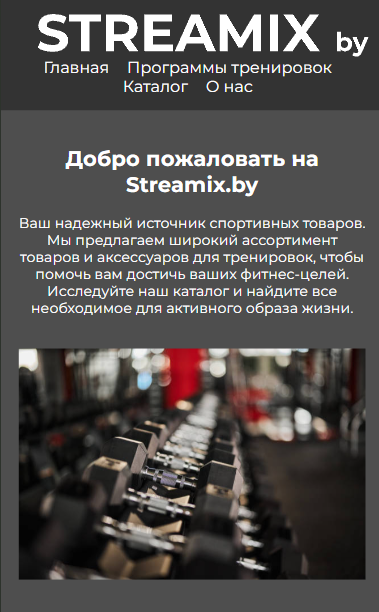 STREAMIX by
Главная Программы тренировок
Каталог О нас
Добро пожаловать на
Streamix.by
Ваш надежный источник спортивных товаров.
Мы предлагаем широкий ассортимент
товаров и аксессуаров для тренировок, чтобы
помочь вам достичь ваших фитнес-целей.
Исследуйте наш каталог и найдите все
необходимое для активного образа жизни.